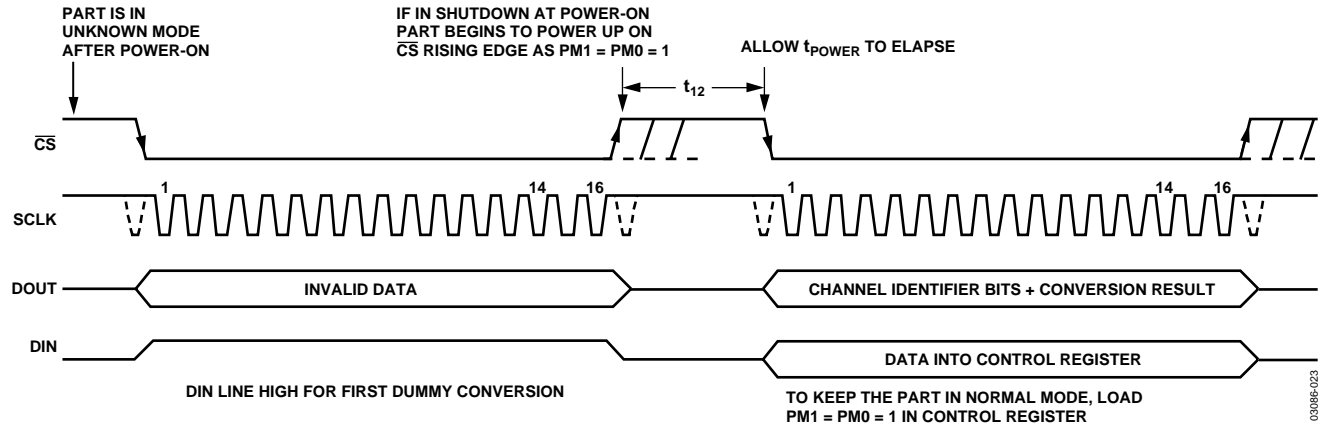 PART IS IN
UNKNOWN MODE
AFTER POWER-ON
IF IN SHUTDOWN AT POWER-ON
PART BEGINS TO POWER UP ON
CS RISING EDGE AS PM1 = PM0 = 1
ALLOW tPOWER TO ELAPSE
t12
CS
SCLK
1
14
16
1
14
16
DOUT
INVALID DATA
CHANNEL IDENTIFIER BITS + CONVERSION RESULT
DIN
DATA INTO CONTROL REGISTER
DIN LINE HIGH FOR FIRST DUMMY CONVERSION
TO KEEP THE PART IN NORMAL MODE, LOAD
PM1 = PM0 = 1 IN CONTROL REGISTER
03086-023